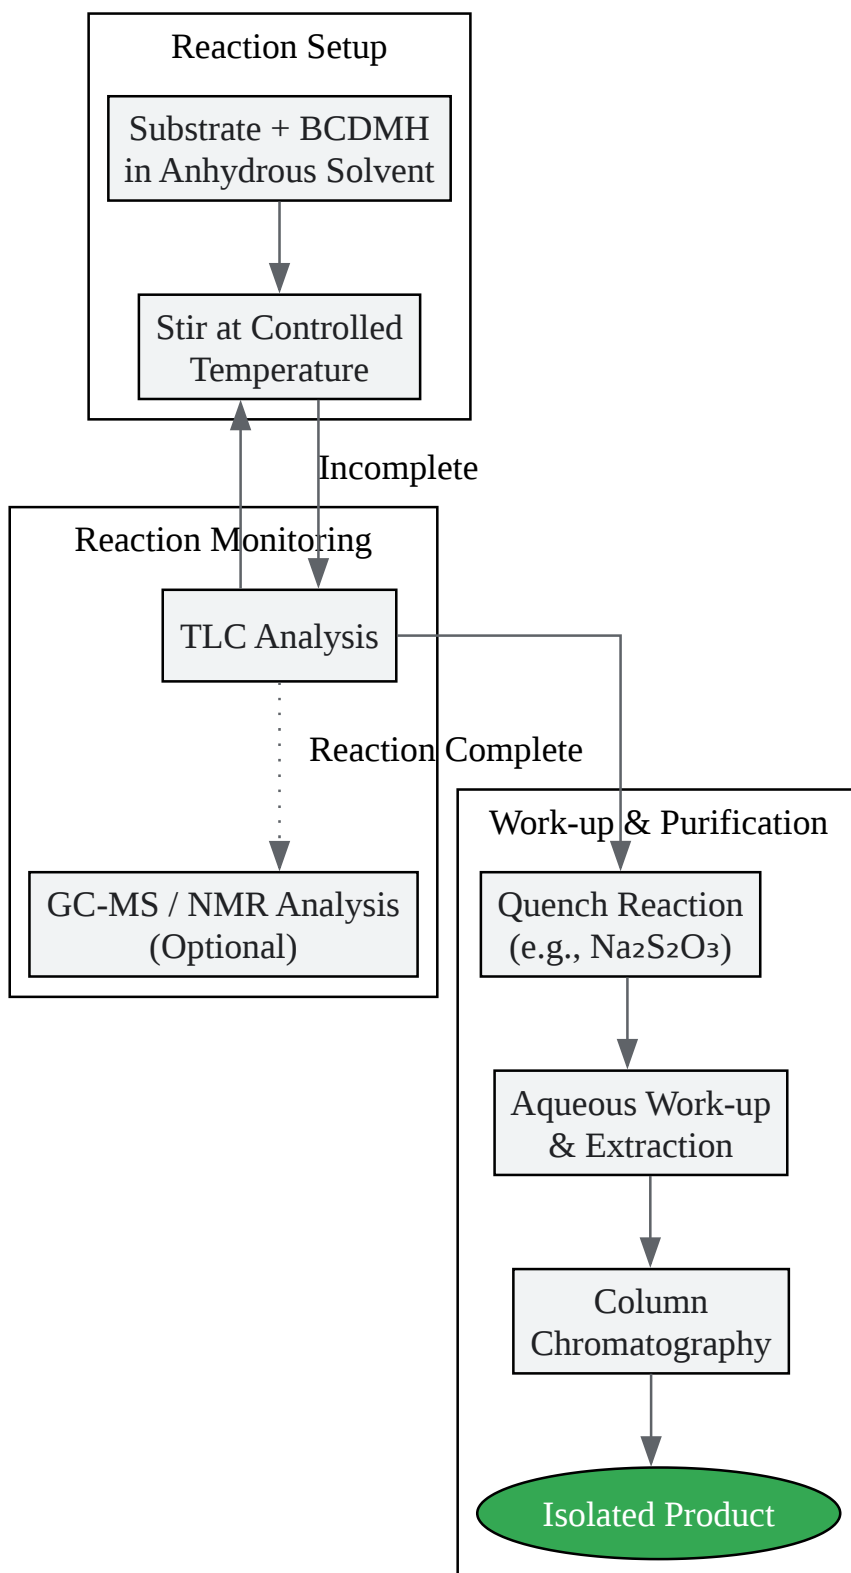 Reaction Setup
Substrate + BCDMH
in Anhydrous Solvent
Stir at Controlled
Temperature
Incomplete
Reaction Monitoring
TLC Analysis
Reaction Complete
Work-up & Purification
GC-MS / NMR Analysis
(Optional)
Quench Reaction
(e.g., Na₂S₂O₃)
Aqueous Work-up
& Extraction
Column
Chromatography
Isolated Product